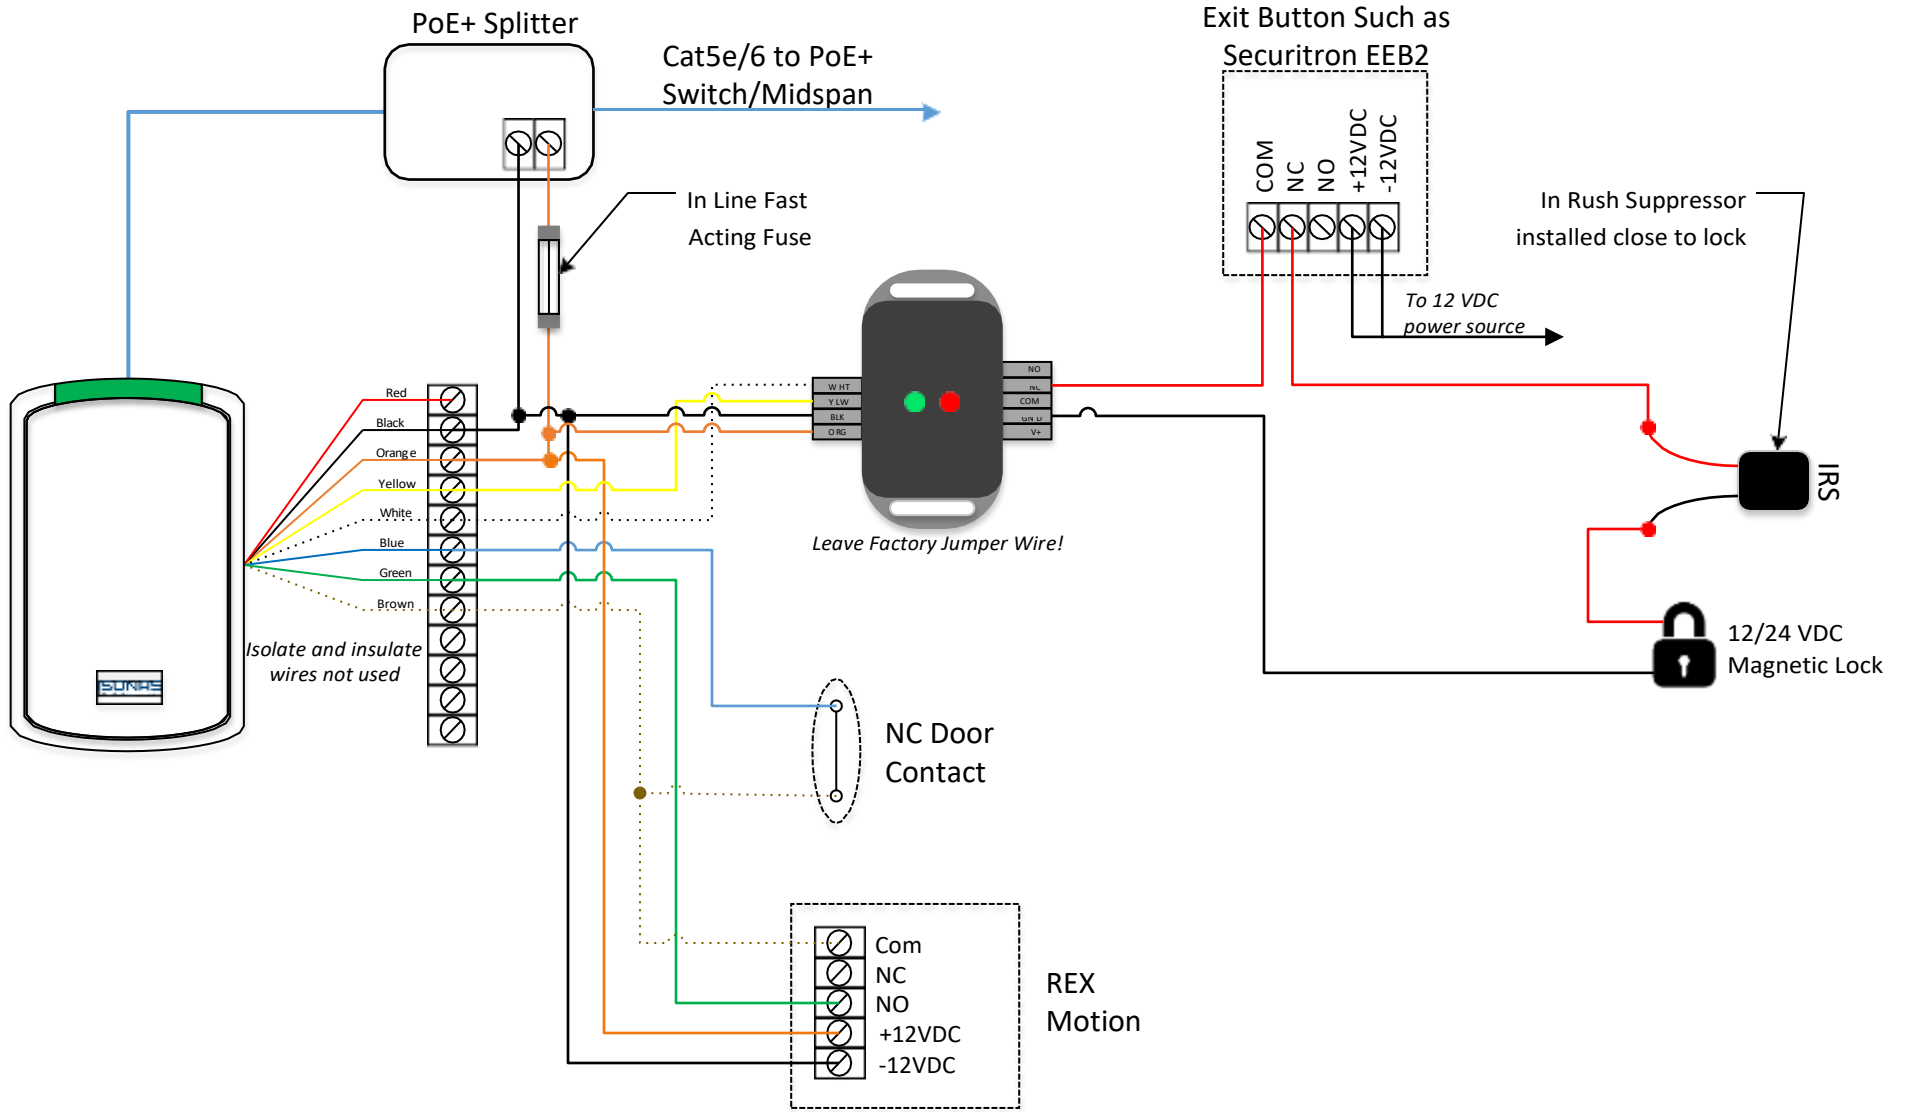 PoE+ Splitter
Cat5e/6 to PoE+
Switch/Midspan
Exit Button Such as
Securitron EEB2
COM
NC
NO
+12VDC
-12VDC
In Line Fast
Acting Fuse
In Rush Suppressor
installed close to lock
To 12 VDC
power source
Red
Black
Orange
Yellow
White
Blue
Green
Brown
Isolate and insulate
wires not used
WHT
YLW
BLK
ORG
NO
NC
COM
GND
V+
Leave Factory Jumper Wire!
IRS
12/24 VDC
Magnetic Lock
NC Door
Contact
Com
NC
NO
+12VDC
-12VDC
REX
Motion